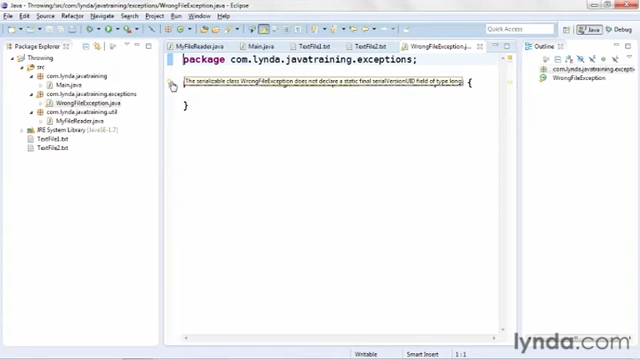 Java - Throwing/src/com/lynda/javatraining/exceptions/WrongFileException.java - Eclipse
File Edit Source Refactor Navigate Search Project Run Window Help
Java Debug
Package Explorer
Throwing
src
com.lynda.javatraining
Main.java
com.lynda.javatraining.exceptions
WrongFileException.java
com.lynda.javatraining.util
MyFileReader.java
JRE System Library [JavaSE-1.7]
TextFile1.txt
TextFile2.txt
MyFileReader.java Main.java TextFile1.txt TextFile2.txt WrongFileException.java
package com.lynda.javatraining.exceptions;
The serializable class WrongFileException does not declare a static final serialVersionUID field of type long
{
}
Outline
com.lynda.javatraining.exceptions
WrongFileException
Writable Smart Insert 1 : 1
lynda.com